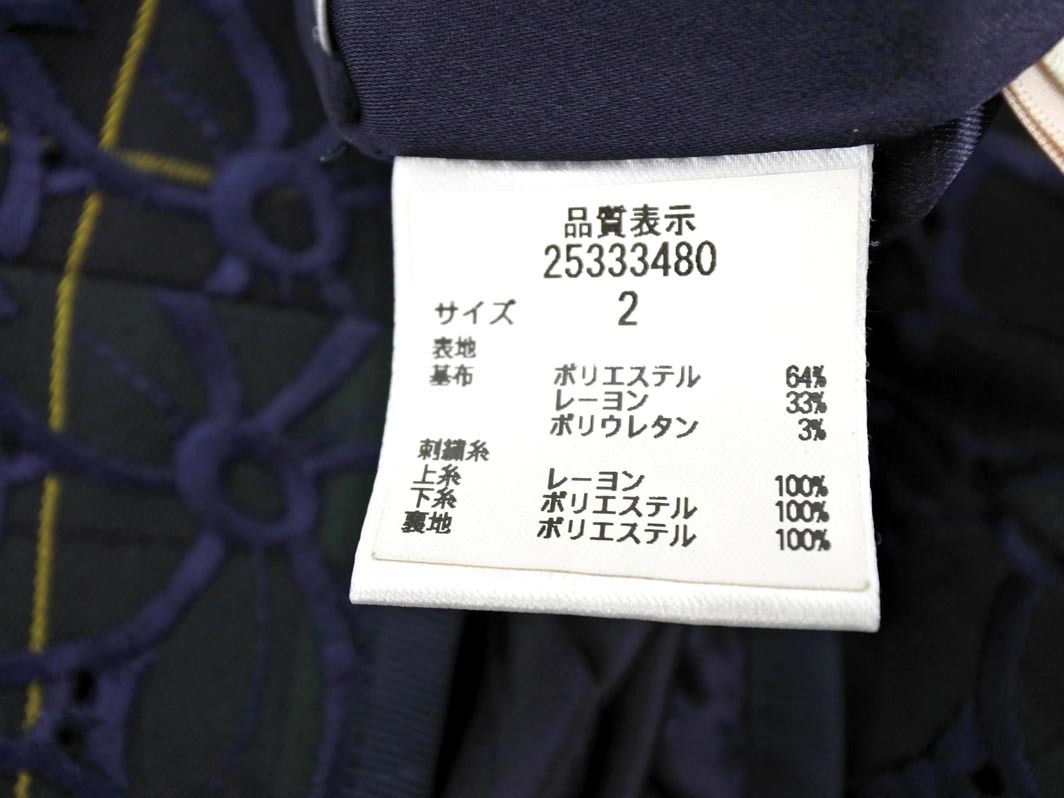 品質表示
25333480
サイズ 2
表地
基布 ポリエステル 64%
レーヨン 33%
ポリウレタン 3%
刺繍糸
上糸 レーヨン 100%
下糸 ポリエステル 100%
裏地 ポリエステル 100%